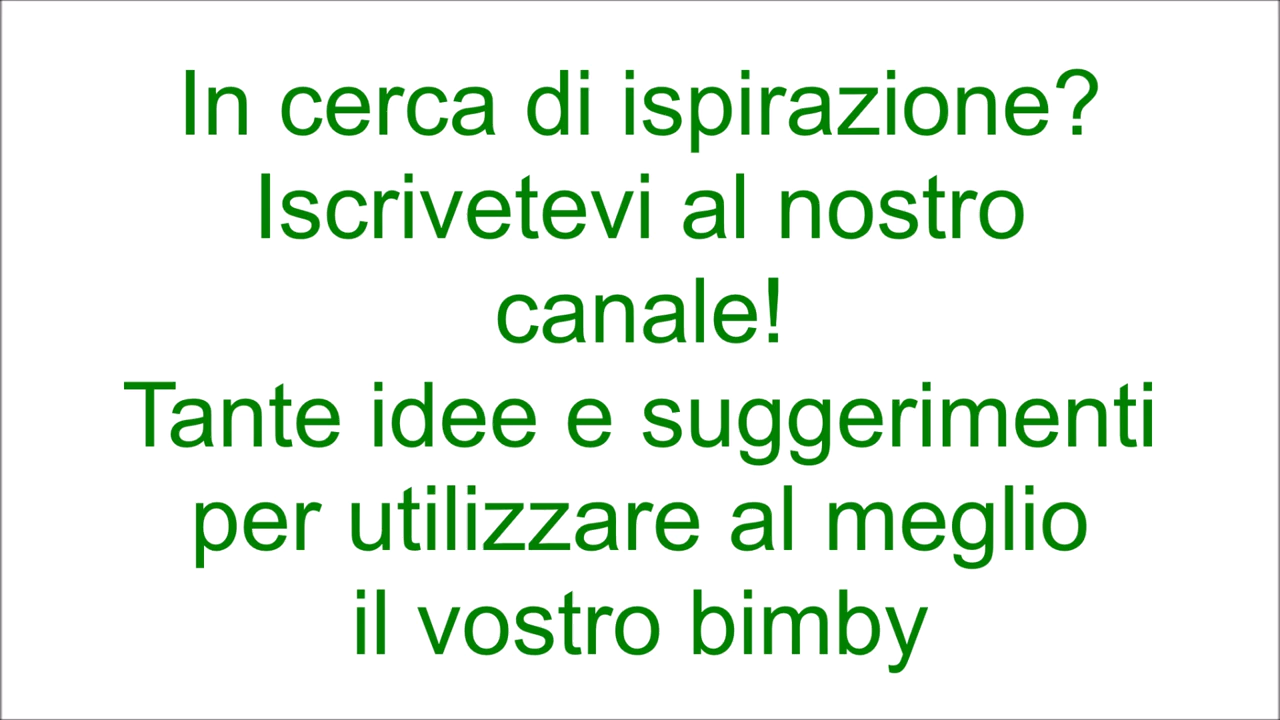 In cerca di ispirazione?
Iscrivetevi al nostro
canale!
Tante idee e suggerimenti
per utilizzare al meglio
il vostro bimby